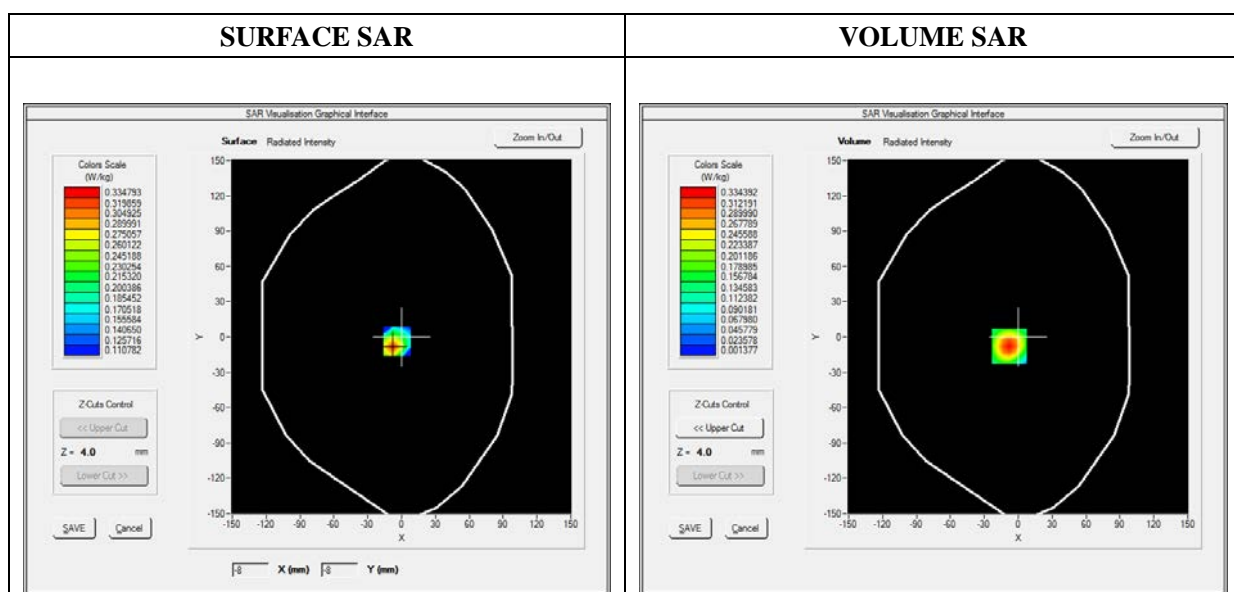 SURFACE SAR
VOLUME SAR
SAR Visualisation Graphical Interface
Surface Radiated Intensity
Zoom In/Out
Colors Scale
(W/kg)
0.334793
0.319859
0.304925
0.289991
0.275057
0.260122
0.245188
0.230254
0.215320
0.200386
0.185452
0.170518
0.155584
0.140650
0.125716
0.110782
Z-Cuts Control
<< Upper Cut
Z = 4.0 mm
Lower Cut >>
SAVE Cancel
150
120
90
60
30
0
-30
-60
-90
-120
-150
Y
-150 -120 -90 -60 -30 0 30 60 90 120 150
X
-8 X (mm) -8 Y (mm)
SAR Visualisation Graphical Interface
Volume Radiated Intensity
Zoom In/Out
Colors Scale
(W/kg)
0.334392
0.312191
0.289990
0.267789
0.245588
0.223387
0.201186
0.178985
0.156784
0.134583
0.112382
0.090181
0.067980
0.045779
0.023578
0.001377
Z-Cuts Control
<< Upper Cut
Z = 4.0 mm
Lower Cut >>
SAVE Cancel
150
120
90
60
30
0
-30
-60
-90
-120
-150
Y
-150 -120 -90 -60 -30 0 30 60 90 120 150
X